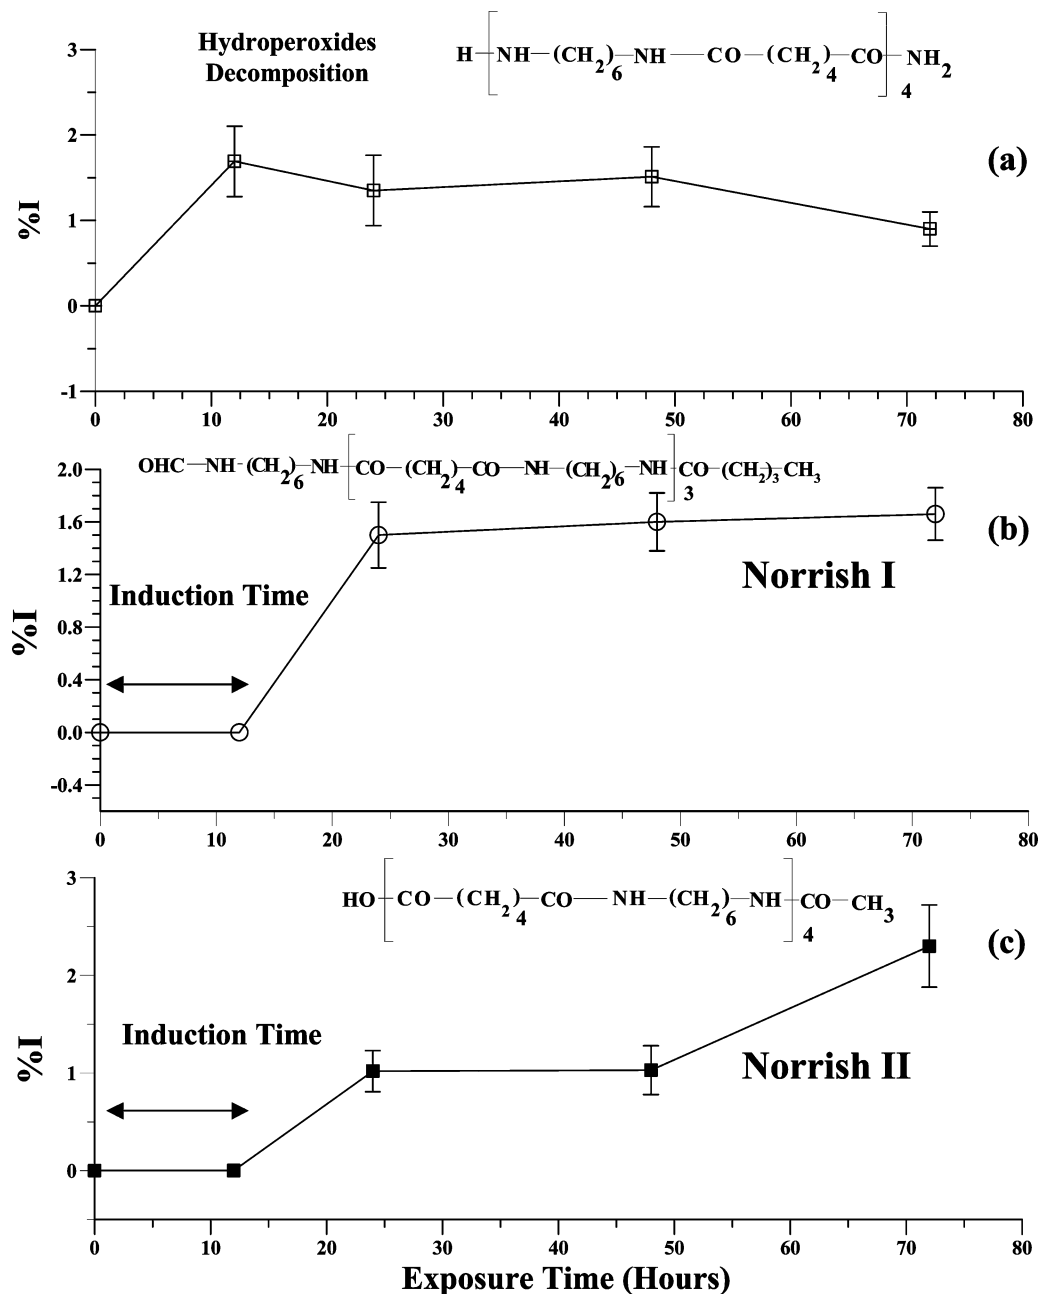 Hydroperoxides
Decomposition
H-[NH-(CH2)6-NH-CO-(CH2)4-CO]4-NH2
(a)
%I
3
2
1
0
-1
0 10 20 30 40 50 60 70 80
OHC-NH-(CH2)6-NH-[CO-(CH2)4-CO-NH-(CH2)6-NH]3-CO-(CH2)3-CH3
(b)
Norrish I
Induction Time
%I
2.0
1.6
1.2
0.8
0.4
0.0
-0.4
0 10 20 30 40 50 60 70 80
HO-[CO-(CH2)4-CO-NH-(CH2)6-NH]4-CO-CH3
(c)
Induction Time
Norrish II
%I
3
2
1
0
0 10 20 30 40 50 60 70 80
Exposure Time (Hours)